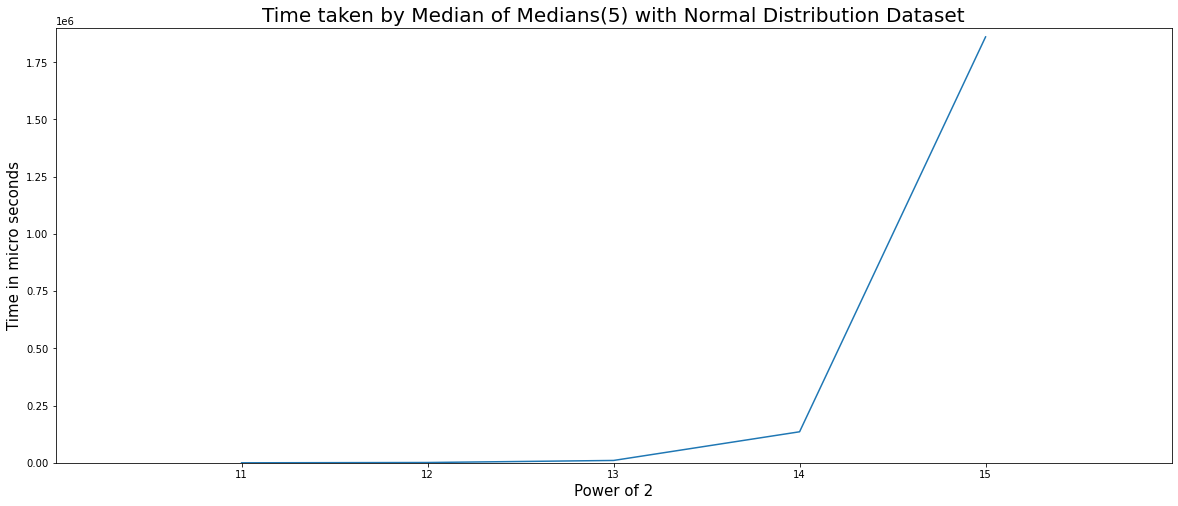 Time taken by Median of Medians(5) with Normal Distribution Dataset
1e6
1.75
1.50
1.25
1.00
0.75
0.50
0.25
0.00
Time in micro seconds
11 12 13 14 15
Power of 2